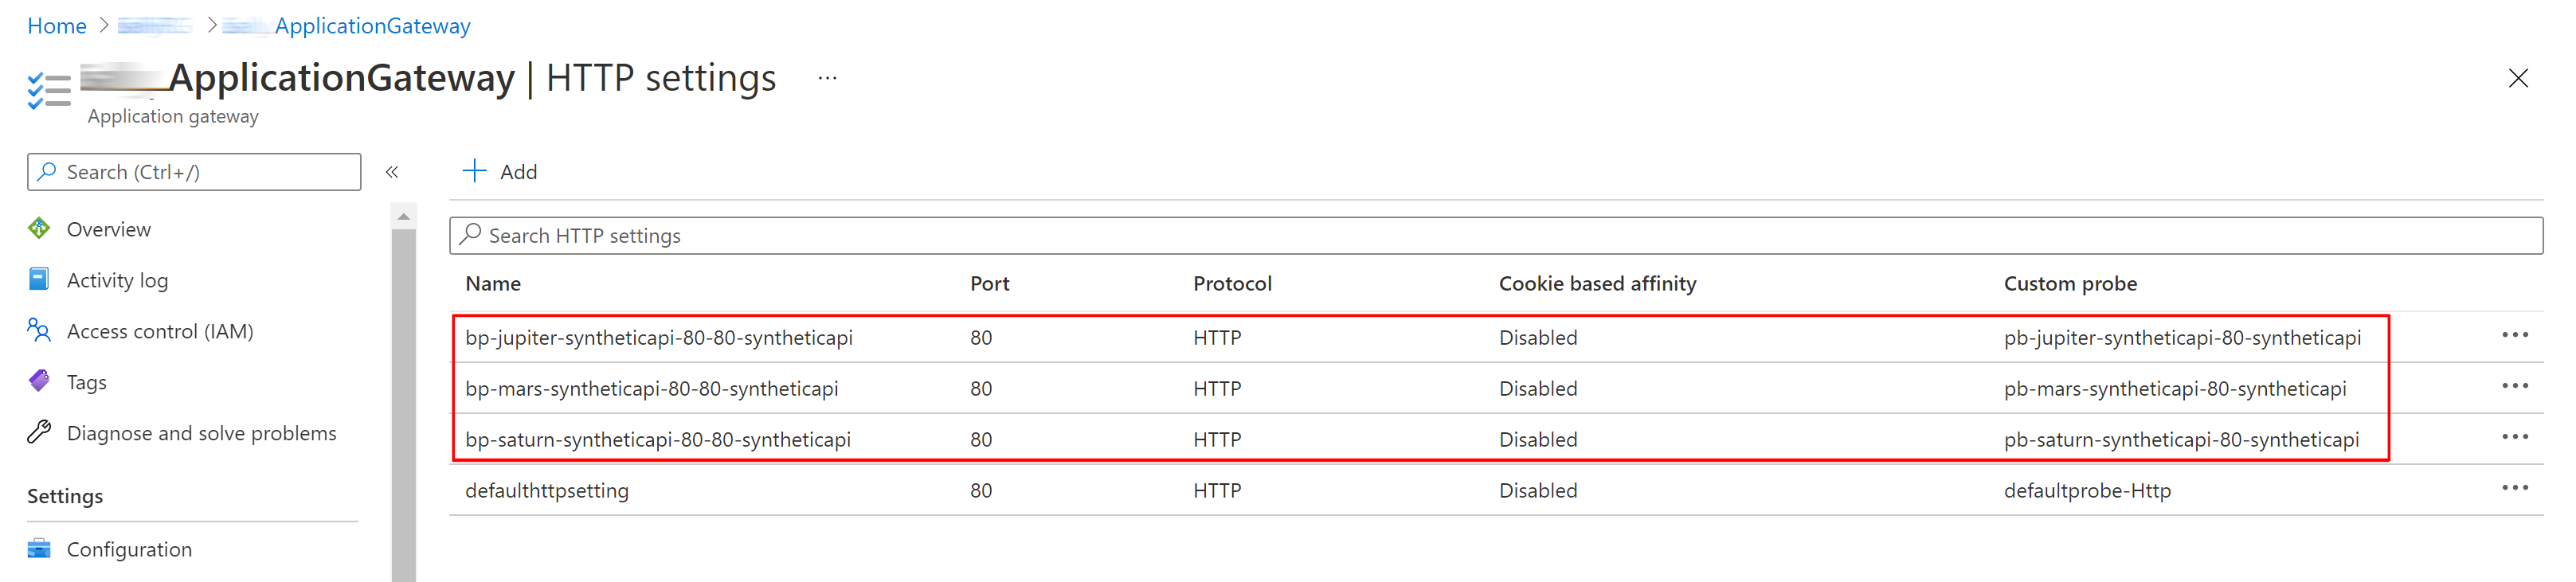 Home > > ApplicationGateway
ApplicationGateway | HTTP settings ...
Application gateway
Search (Ctrl+/) «
Overview
Activity log
Access control (IAM)
Tags
Diagnose and solve problems
Settings
Configuration
+ Add
Search HTTP settings
Name Port Protocol Cookie based affinity Custom probe
bp-jupiter-syntheticapi-80-80-syntheticapi 80 HTTP Disabled pb-jupiter-syntheticapi-80-syntheticapi ...
bp-mars-syntheticapi-80-80-syntheticapi 80 HTTP Disabled pb-mars-syntheticapi-80-syntheticapi ...
bp-saturn-syntheticapi-80-80-syntheticapi 80 HTTP Disabled pb-saturn-syntheticapi-80-syntheticapi ...
defaulthttpsetting 80 HTTP Disabled defaultprobe-Http ...